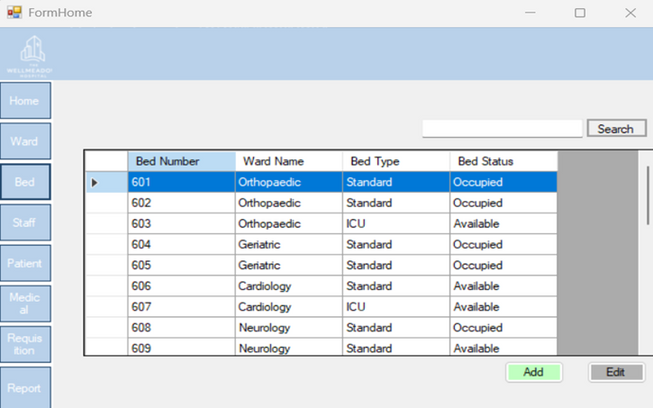 FormHome
THE
WELLMEADOWS
HOSPITAL
Home
Ward
Bed
Staff
Patient
Medic
al
Requis
ition
Report
Search
Bed Number Ward Name Bed Type Bed Status
601 Orthopaedic Standard Occupied
602 Orthopaedic Standard Occupied
603 Orthopaedic ICU Available
604 Geriatric Standard Occupied
605 Geriatric Standard Occupied
606 Cardiology Standard Available
607 Cardiology ICU Available
608 Neurology Standard Occupied
609 Neurology Standard Available
Add Edit